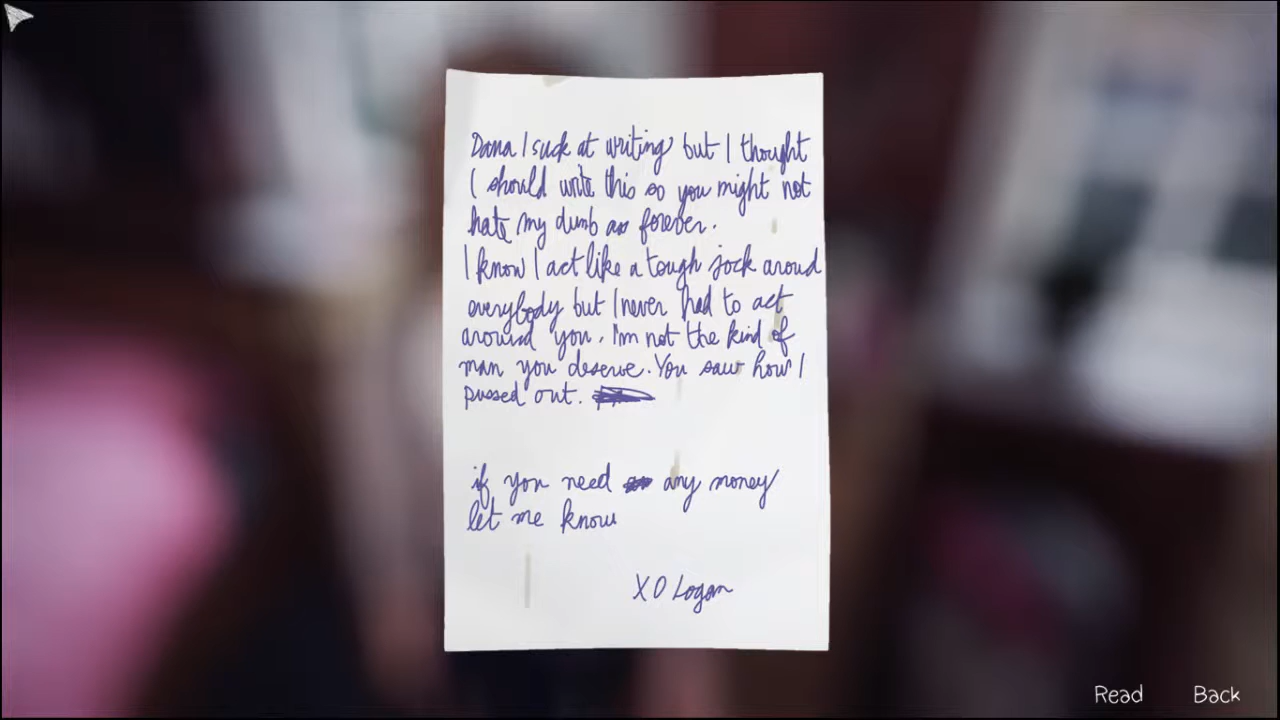 Dana I suck at writing but I thought
I should write this so you might not
hate my dumb ass forever.
I know I act like a tough jock aroud
everybody but I never had to act
around you. I'm not the kind of
man you deserve. You saw how I
pussed out.
if you need any money
let me know
XO Logan
Read Back